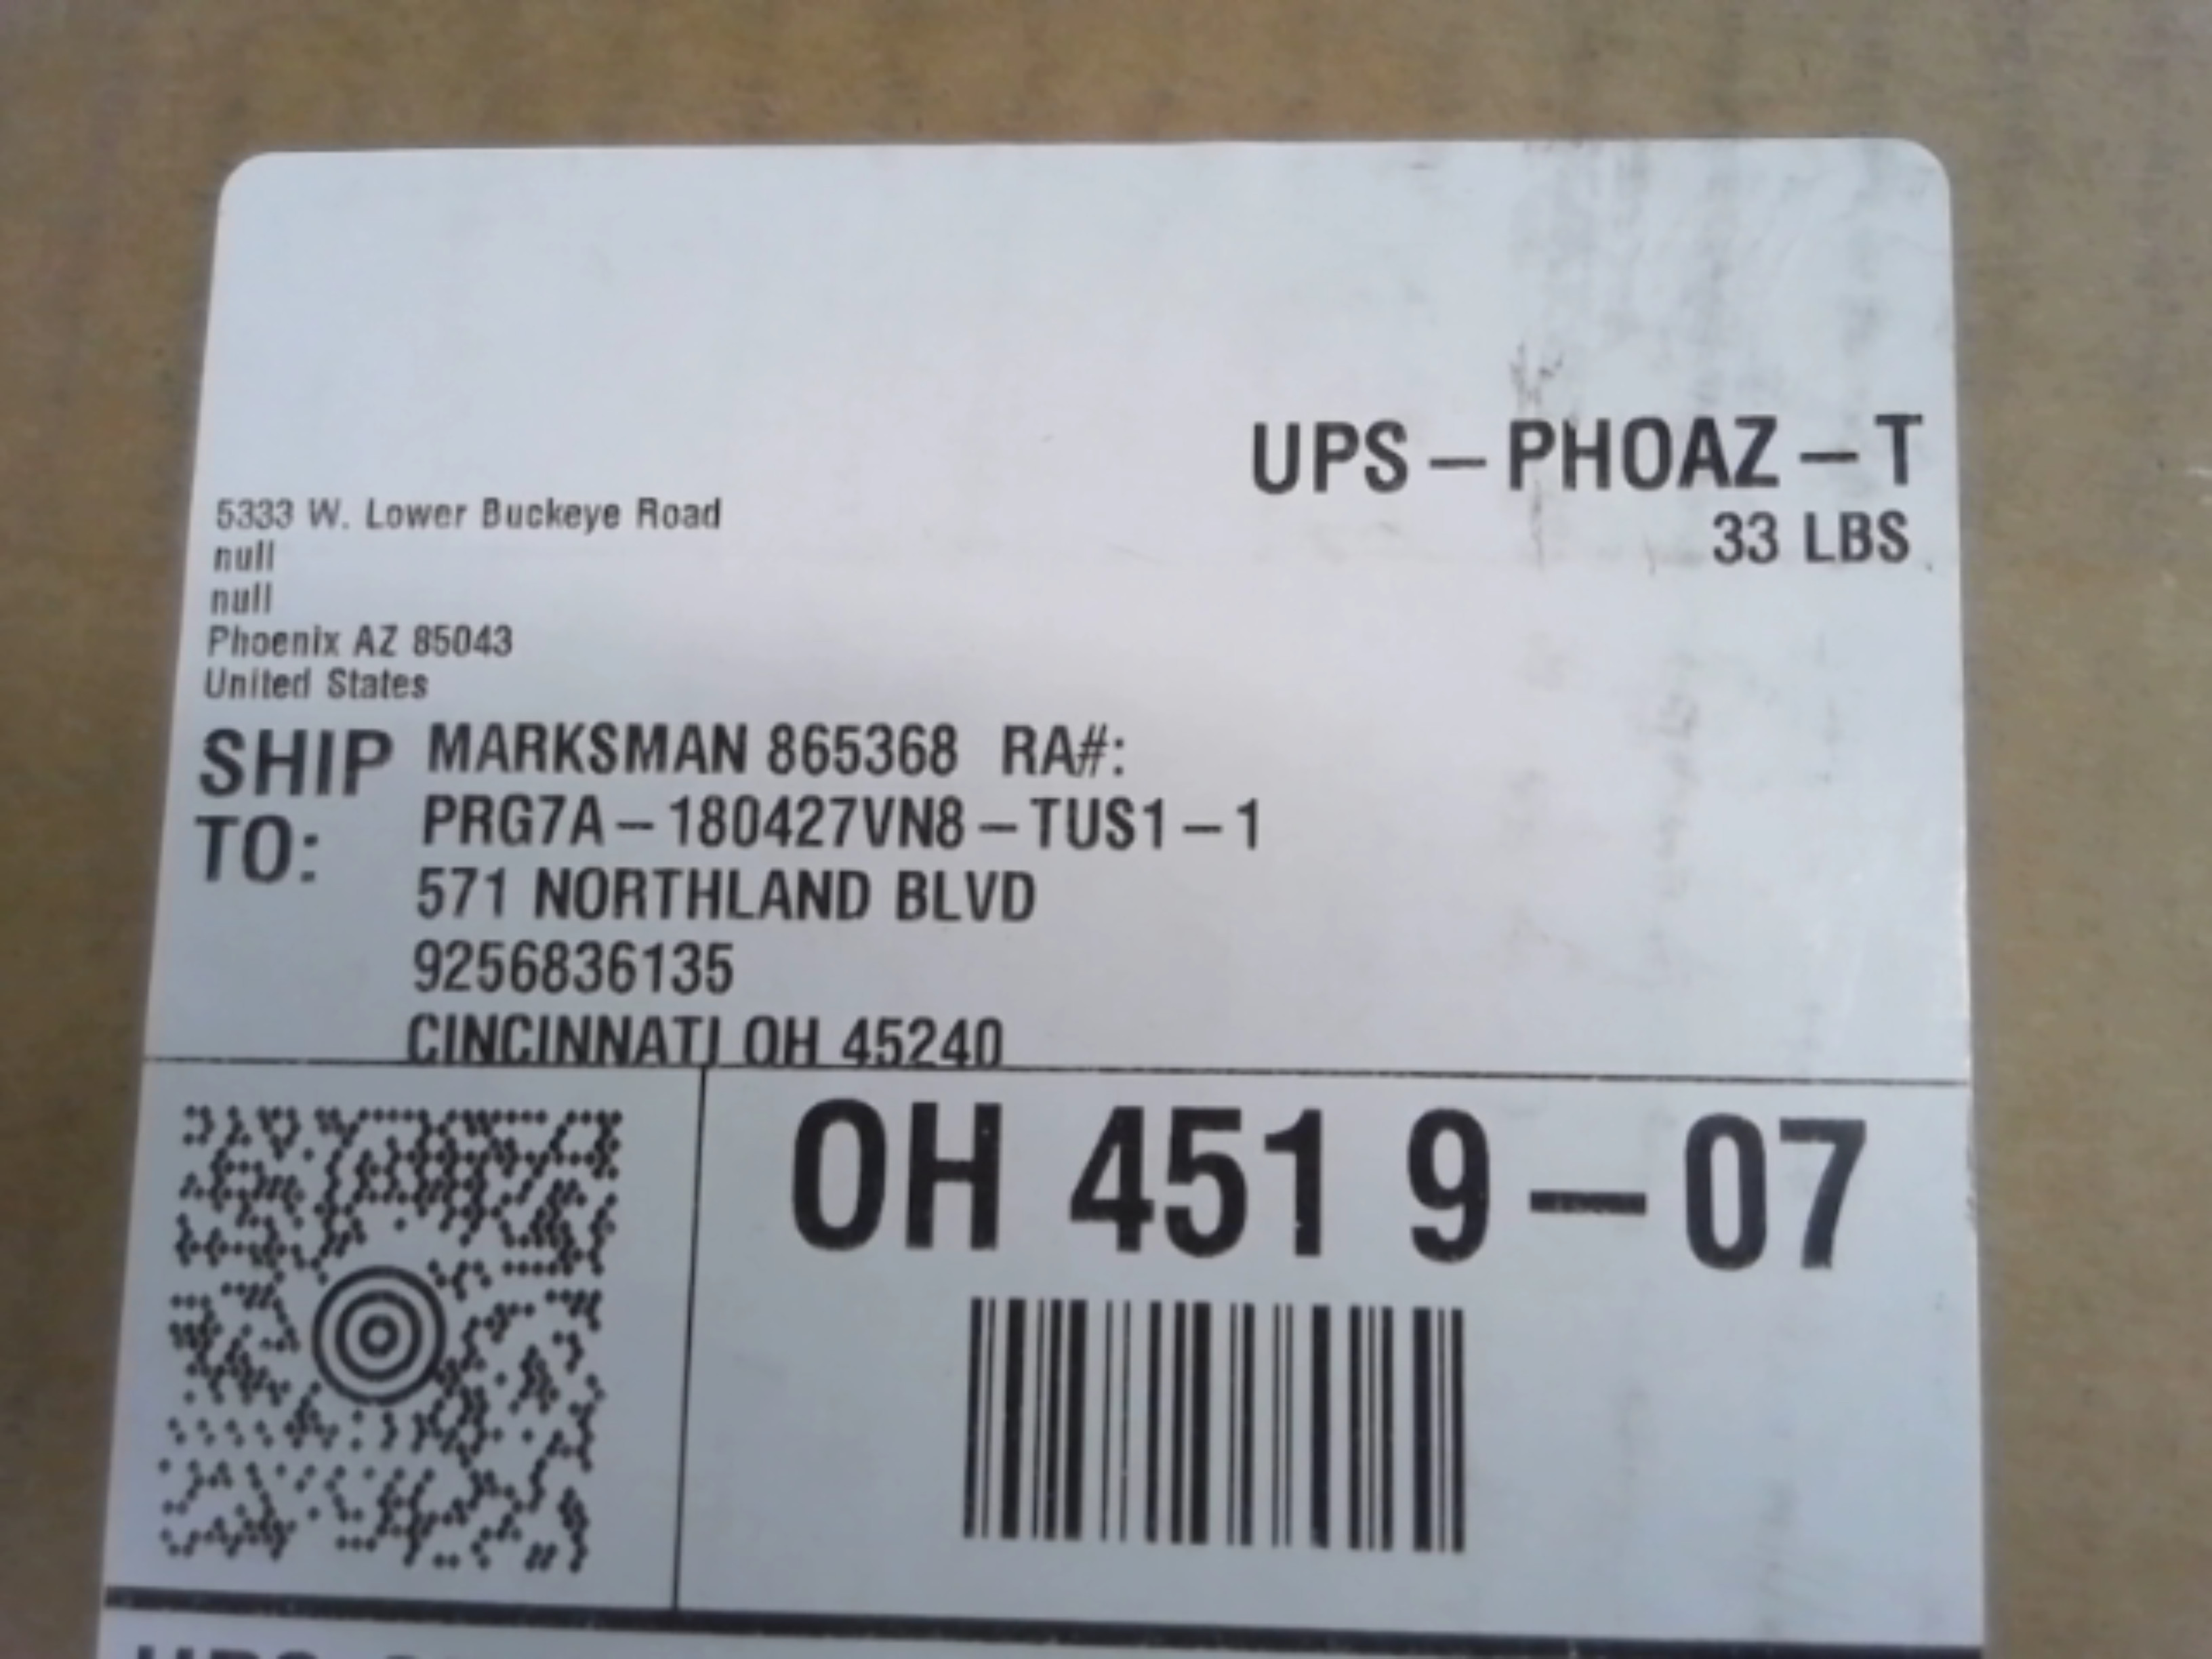 UPS – PHOAZ – T
33 LBS
5333 W. Lower Buckeye Road
null
null
Phoenix AZ 85043
United States
SHIP TO:
MARKSMAN 865368 RA#:
PRG7A – 180427VN8 – TUS1 – 1
571 NORTHLAND BLVD
9256836135
CINCINNATI OH 45240
OH 451 9 – 07